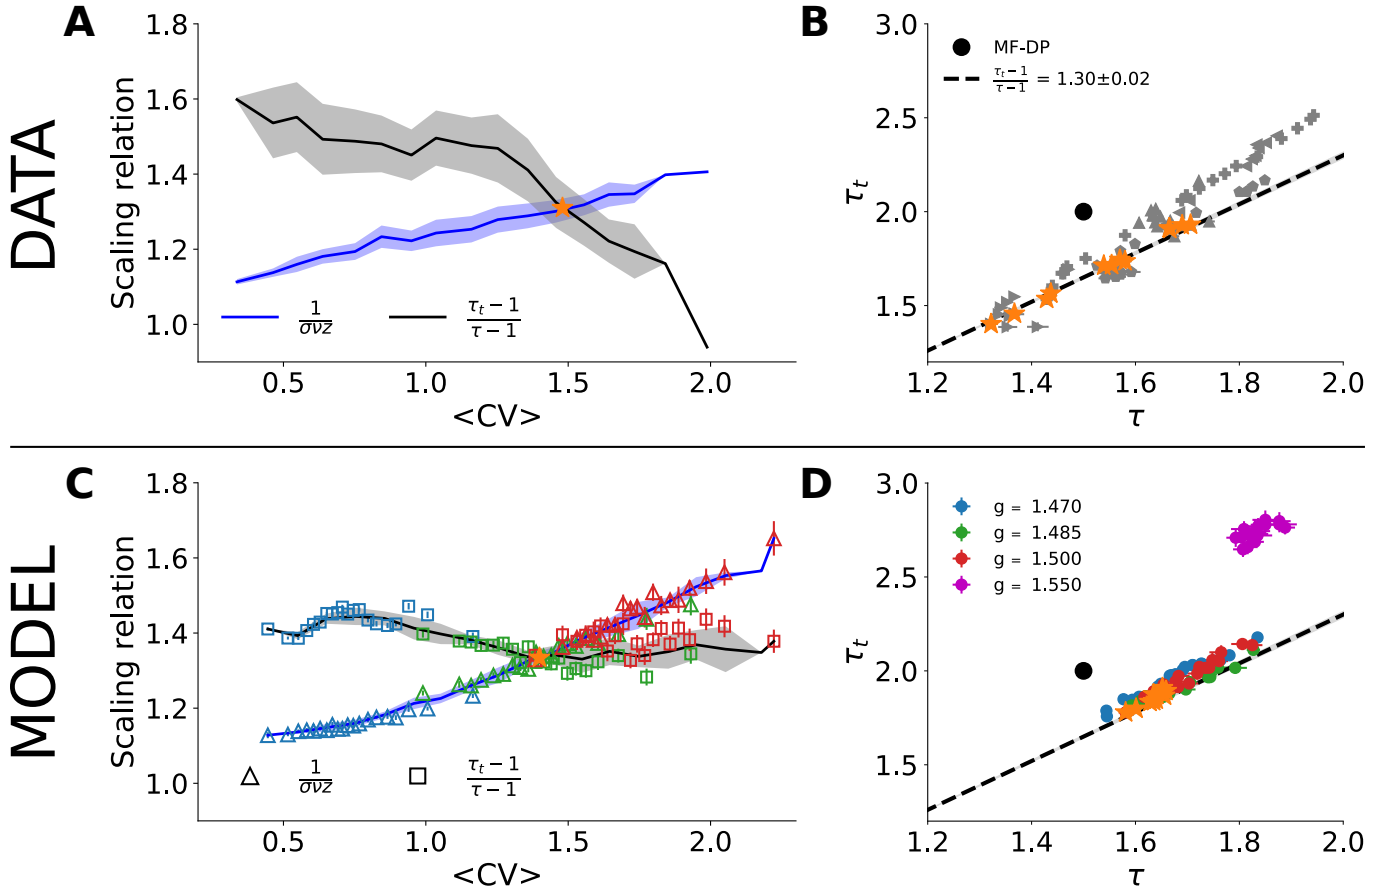 DATA
A
Scaling relation
1.8
1.6
1.4
1.2
1.0
1/σνz
τₜ − 1/τ − 1
0.5 1.0 1.5 2.0
<CV>
B
τₜ
3.0
2.5
2.0
1.5
MF-DP
τₜ − 1/τ − 1 = 1.30±0.02
1.2 1.4 1.6 1.8 2.0
τ
MODEL
C
Scaling relation
1.8
1.6
1.4
1.2
1.0
1/σνz
τₜ − 1/τ − 1
0.5 1.0 1.5 2.0
<CV>
D
τₜ
3.0
2.5
2.0
1.5
g = 1.470
g = 1.485
g = 1.500
g = 1.550
1.2 1.4 1.6 1.8 2.0
τ